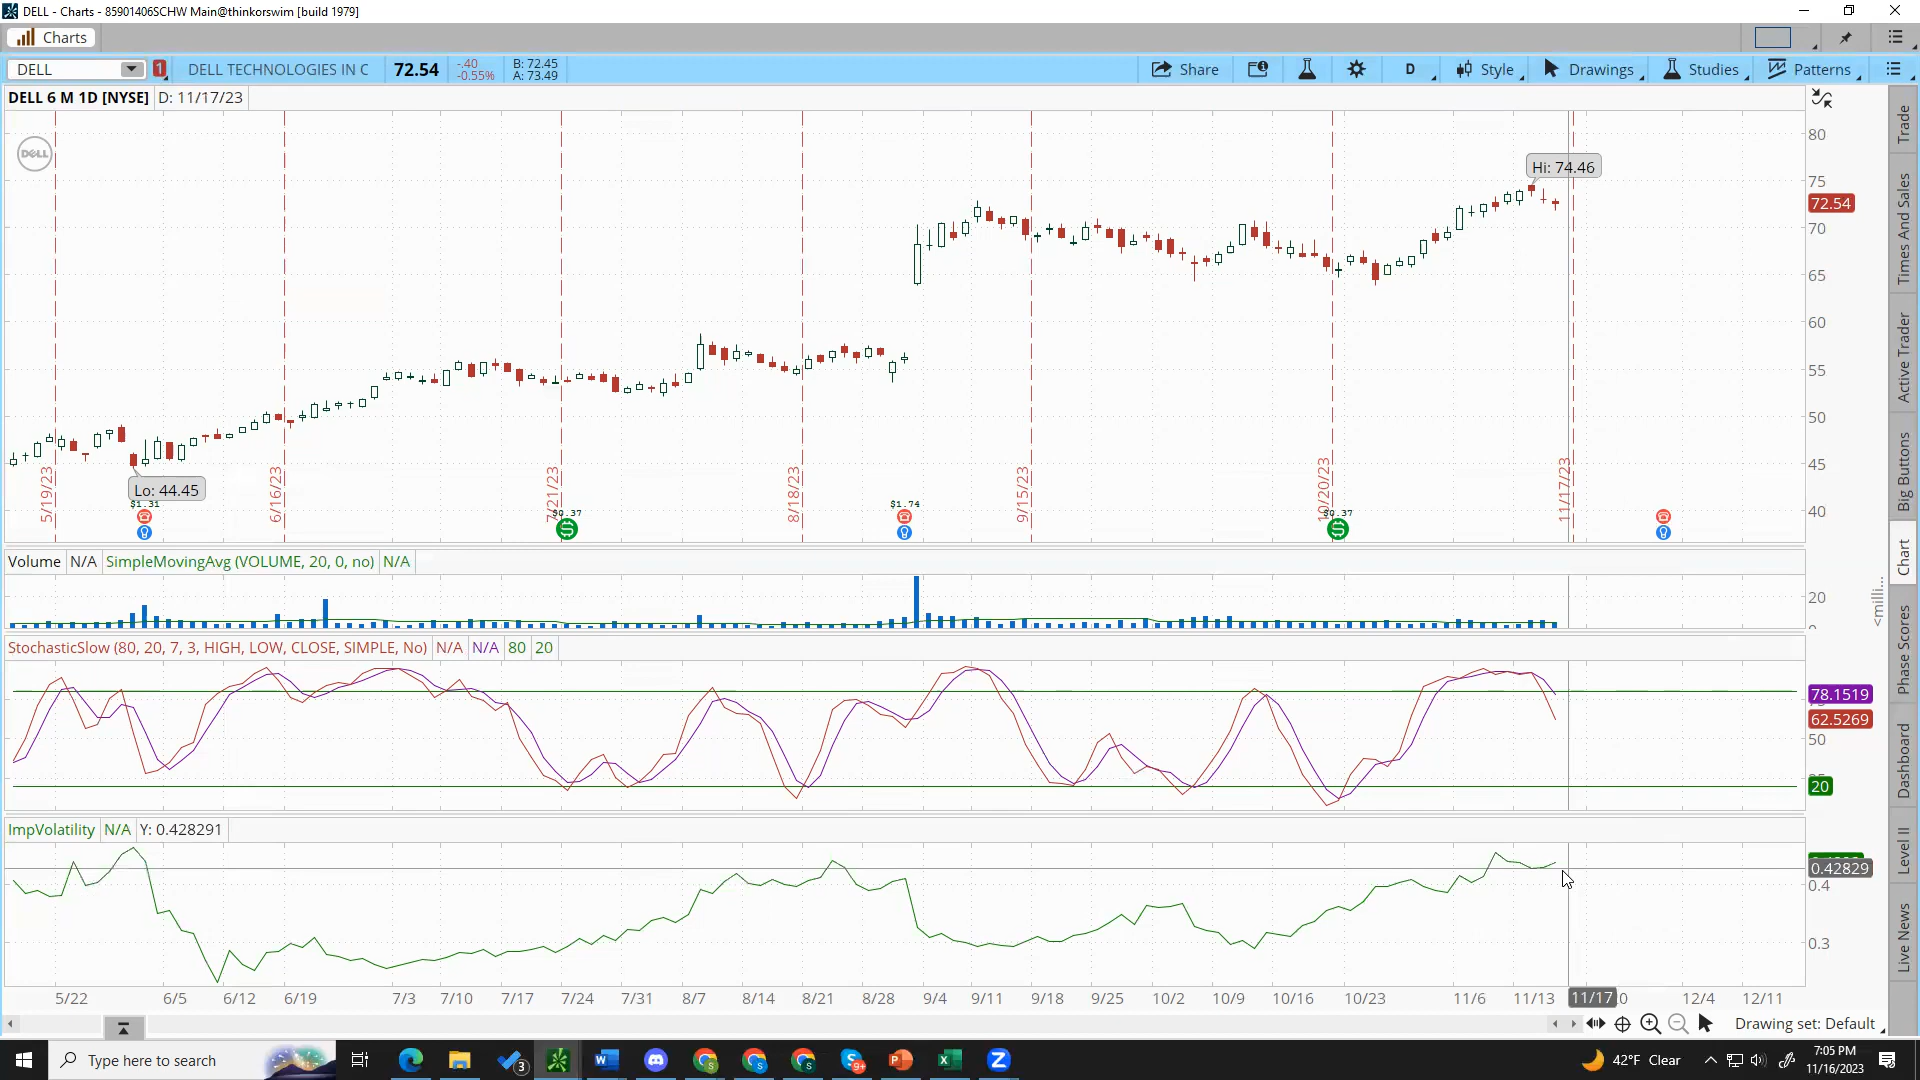 DELL - Charts - 85901406SCHW Main@thinkorswim [build 1979]
Charts
DELL 1 DELL TECHNOLOGIES IN C 72.54 -.40 -0.55% B: 72.45 A: 73.49 Share D Style Drawings Studies Patterns
DELL 6 M 1D [NYSE] D: 11/17/23
DELL
Hi: 74.46
Lo: 44.45
80
75
72.54
70
65
60
55
50
45
40
5/19/23 6/16/23 7/21/23 8/18/23 9/15/23 10/20/23 11/17/23
$1.31 $0.37 $1.74 $0.37
Volume N/A SimpleMovingAvg (VOLUME, 20, 0, no) N/A
20
<milli...
StochasticSlow (80, 20, 7, 3, HIGH, LOW, CLOSE, SIMPLE, No) N/A N/A 80 20
78.1519
62.5269
50
20
ImpVolatility N/A Y: 0.428291
0.42829
0.4
0.3
5/22 6/5 6/12 6/19 7/3 7/10 7/17 7/24 7/31 8/7 8/14 8/21 8/28 9/4 9/11 9/18 9/25 10/2 10/9 10/16 10/23 11/6 11/13 11/17 12/4 12/11
Drawing set: Default
Trade
Times And Sales
Active Trader
Big Buttons
Chart
Phase Scores
Dashboard
Level II
Live News
Type here to search
3
9+
42°F Clear
7:05 PM
11/16/2023